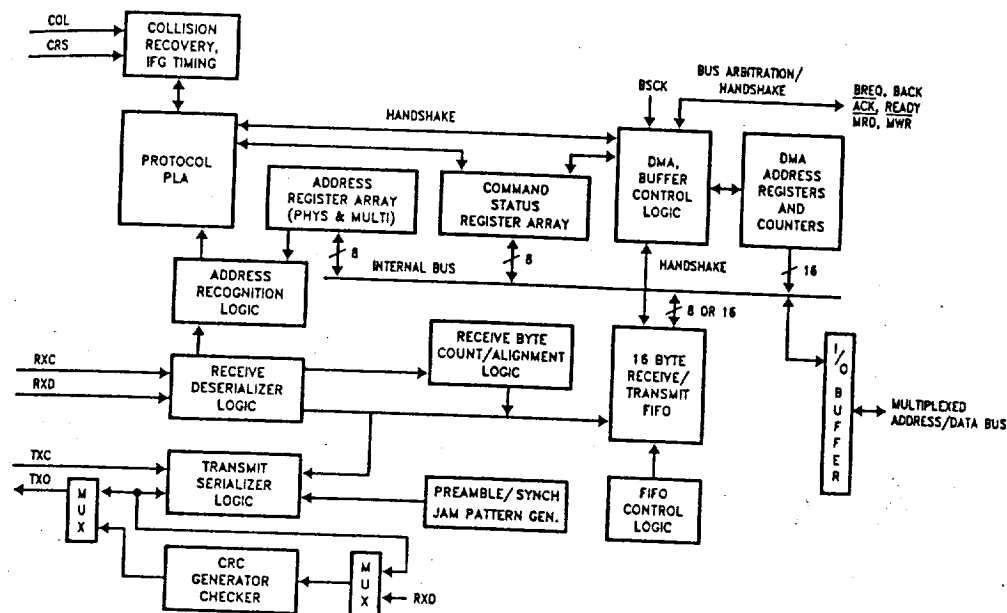 COL
CRS
COLLISION
RECOVERY,
IFG TIMING
BUS ARBITRATION/
HANDSHAKE
BSCK
BREQ, BACK
ACK, READY
MRD, MWR
HANDSHAKE
PROTOCOL
PLA
ADDRESS
REGISTER ARRAY
(PHYS & MULTI)
COMMAND
STATUS
REGISTER ARRAY
DMA,
BUFFER
CONTROL
LOGIC
DMA
ADDRESS
REGISTERS
AND
COUNTERS
8
8
16
INTERNAL BUS
HANDSHAKE
ADDRESS
RECOGNITION
LOGIC
8 OR 16
RXC
RXD
RECEIVE
DESERIALIZER
LOGIC
RECEIVE BYTE
COUNT/ALIGNMENT
LOGIC
16 BYTE
RECEIVE/
TRANSMIT
FIFO
I/O BUFFER
MULTIPLEXED
ADDRESS/DATA BUS
TXC
TXO
MUX
TRANSMIT
SERIALIZER
LOGIC
PREAMBLE/SYNCH
JAM PATTERN GEN.
FIFO
CONTROL
LOGIC
CRC
GENERATOR
CHECKER
MUX
RXD